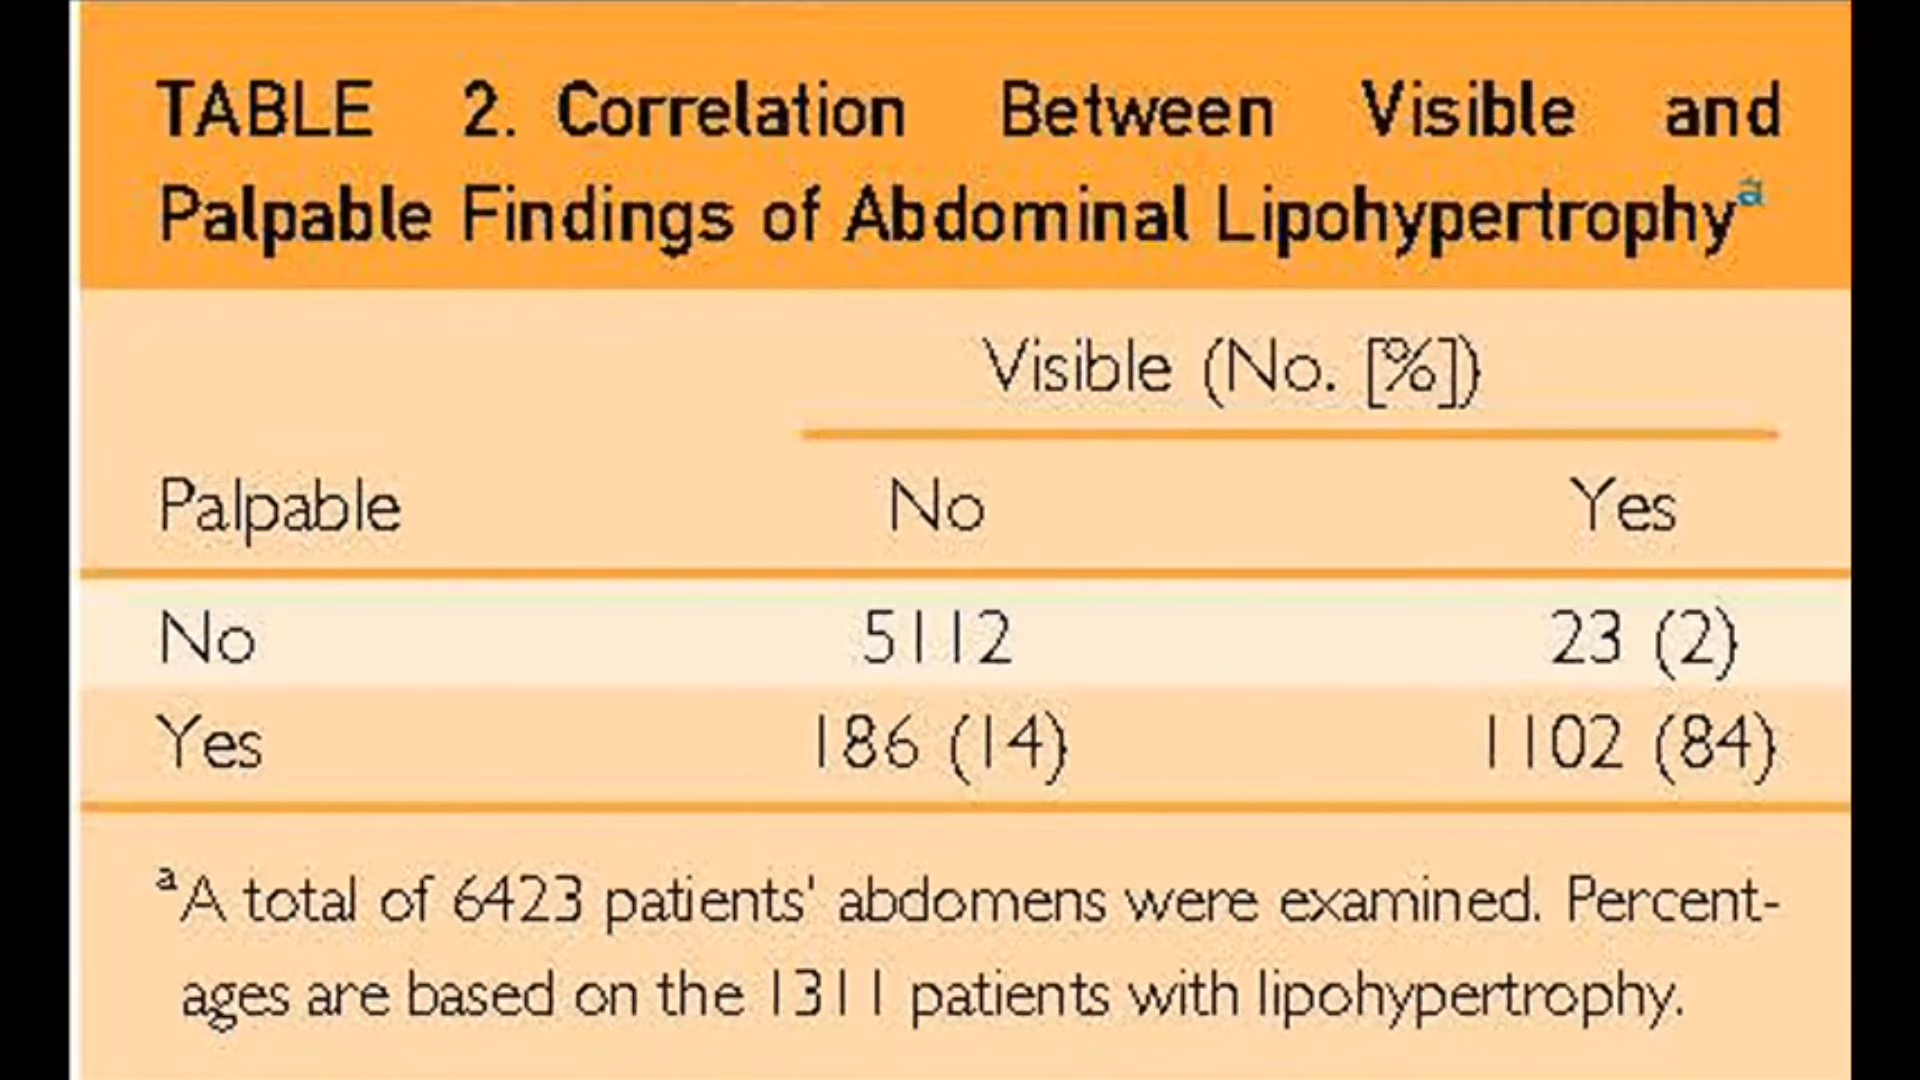 TABLE 2. Correlation Between Visible and
Palpable Findings of Abdominal Lipohypertrophyᵃ
Visible (No. [%])
Palpable No Yes
No 5112 23 (2)
Yes 186 (14) 1102 (84)
ᵃA total of 6423 patients' abdomens were examined. Percent-
ages are based on the 1311 patients with lipohypertrophy.